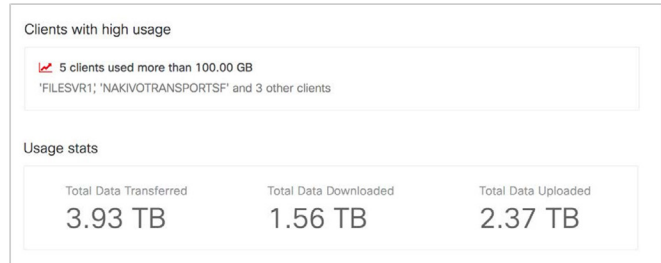 Clients with high usage
5 clients used more than 100.00 GB
'FILESVR1', 'NAKIVOTRANSPORTSF' and 3 other clients
Usage stats
Total Data Transferred
Total Data Downloaded
Total Data Uploaded
3.93 TB
1.56 TB
2.37 TB